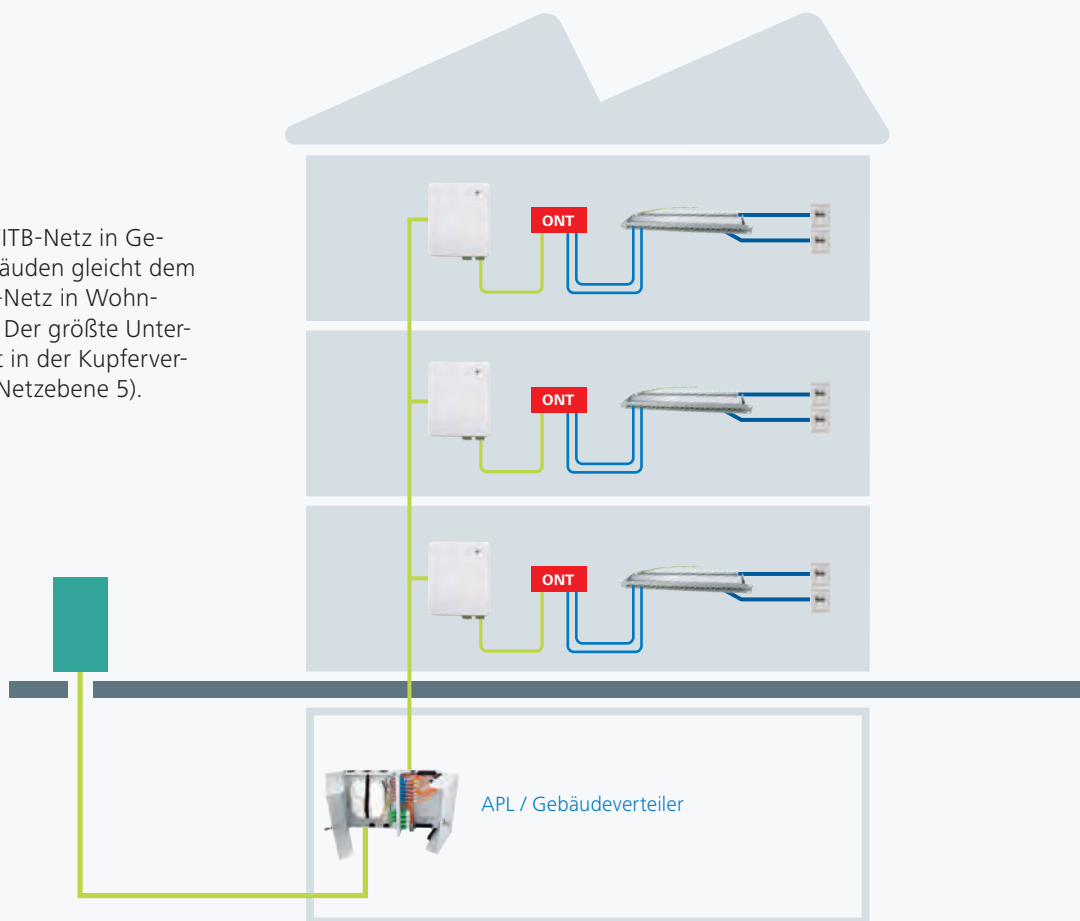 ITB-Netz in Ge-
äuden gleicht dem
-Netz in Wohn-
Der größte Unter-
t in der Kupferver-
Netzebene 5).
ONT
ONT
ONT
APL / Gebäudeverteiler